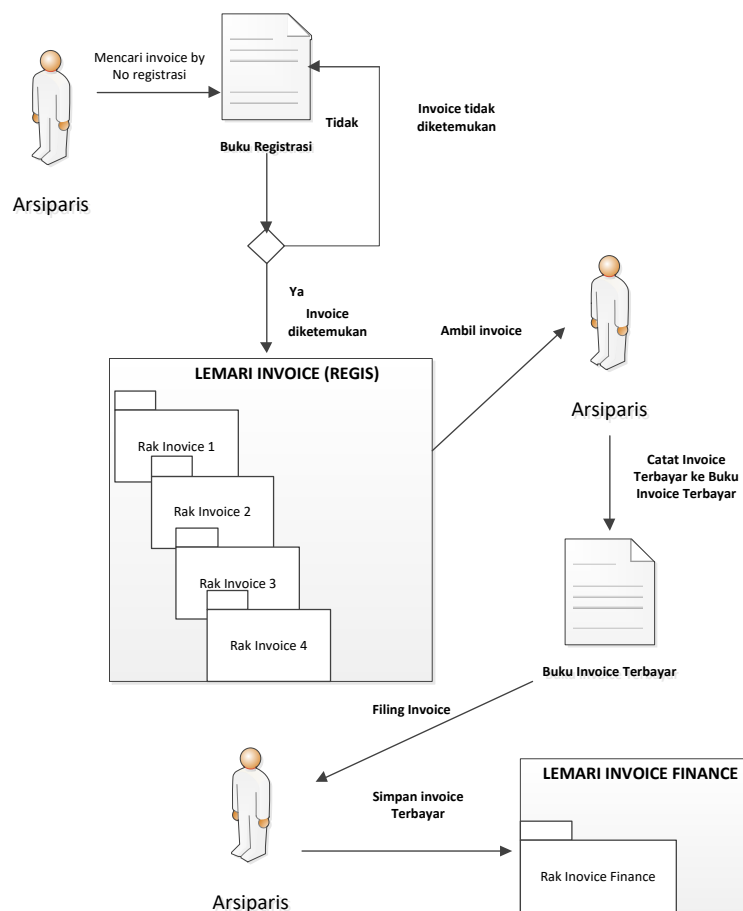 Mencari invoice by
No registrasi
Arsiparis
Buku Registrasi
Tidak
Invoice tidak
diketemukan
Ya
Invoice
diketemukan
LEMARI INVOICE (REGIS)
Rak Inovice 1
Rak Invoice 2
Rak Invoice 3
Rak Invoice 4
Ambil invoice
Arsiparis
Catat Invoice
Terbayar ke Buku
Invoice Terbayar
Buku Invoice Terbayar
Filing Invoice
Arsiparis
Simpan invoice
Terbayar
LEMARI INVOICE FINANCE
Rak Inovice Finance